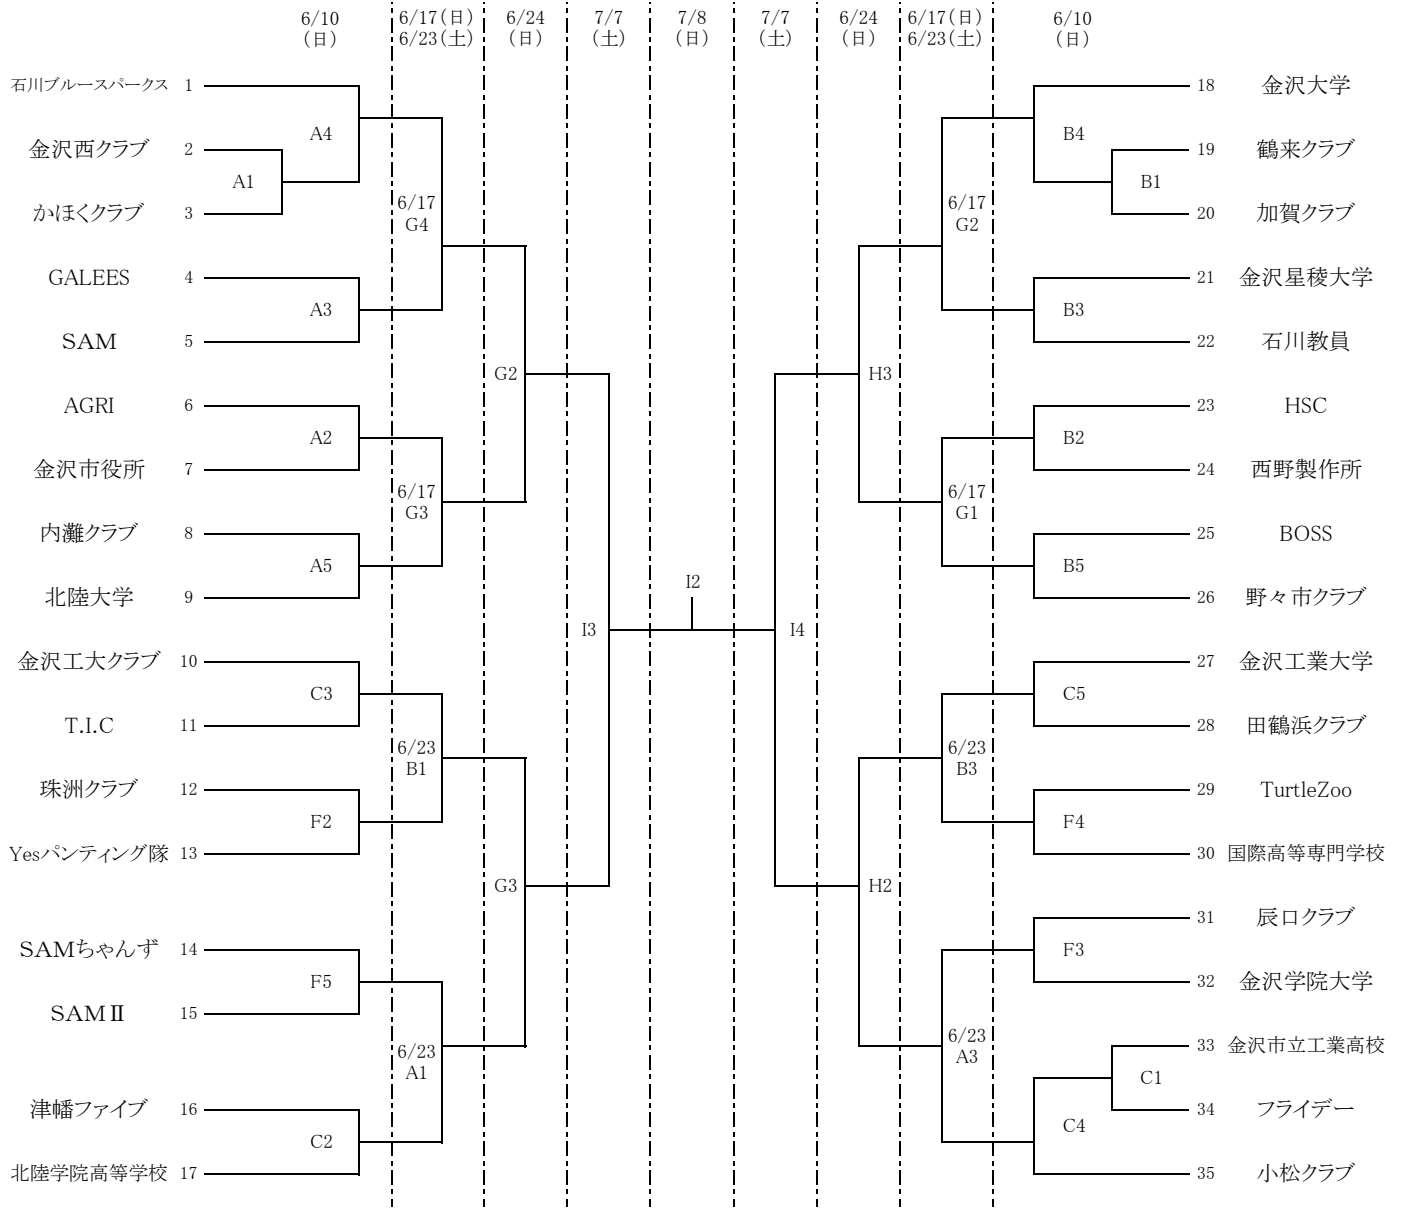 6/10 6/17(日) 6/24 7/7 7/8 7/7 6/24 6/17(日) 6/10
(日) 6/23(土) (日) (土) (日) (土) (日) 6/23(土) (日)
石川ブルースパークス 1 18 金沢大学
A4 B4
金沢西クラブ 2 19 鶴来クラブ
A1 B1
かほくクラブ 3 20 加賀クラブ
6/17 6/17
G4 G2
GALEES 4 21 金沢星稜大学
A3 B3
SAM 5 22 石川教員
G2 H3
AGRI 6 23 HSC
A2 B2
金沢市役所 7 24 西野製作所
6/17 6/17
G3 G1
内灘クラブ 8 25 BOSS
A5 B5
I2
北陸大学 9 26 野々市クラブ
I3 I4
金沢工大クラブ 10 27 金沢工業大学
C3 C5
T.I.C 11 28 田鶴浜クラブ
6/23 6/23
B1 B3
珠洲クラブ 12 29 TurtleZoo
F2 F4
Yesパンティング隊 13 30 国際高等専門学校
G3 H2
31 辰口クラブ
SAMちゃんず 14 F3
F5 32 金沢学院大学
SAMⅡ 15
6/23 33 金沢市立工業高校
A1 6/23
A3
C1
津幡ファイブ 16 34 フライデー
C2 C4
北陸学院高等学校 17 35 小松クラブ